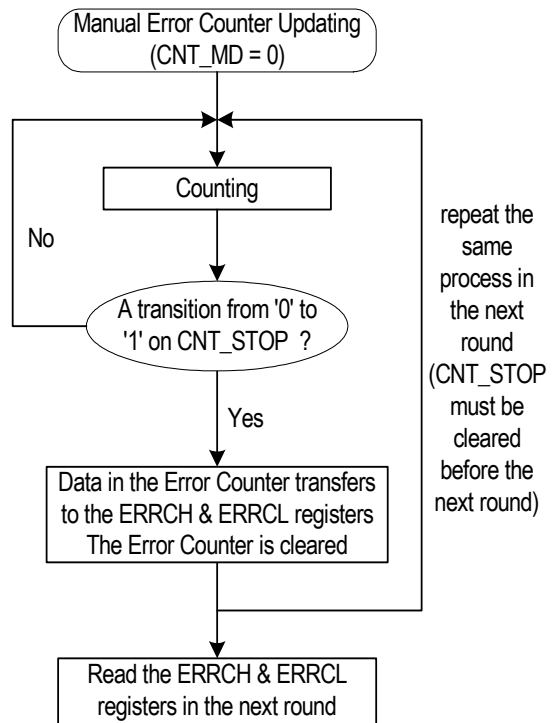 Manual Error Counter Updating
(CNT_MD = 0)
Counting
No
A transition from '0' to
'1' on CNT_STOP ?
Yes
Data in the Error Counter transfers
to the ERRCH & ERRCL registers
The Error Counter is cleared
repeat the
same
process in
the next
round
(CNT_STOP
must be
cleared
before the
next round)
Read the ERRCH & ERRCL
registers in the next round